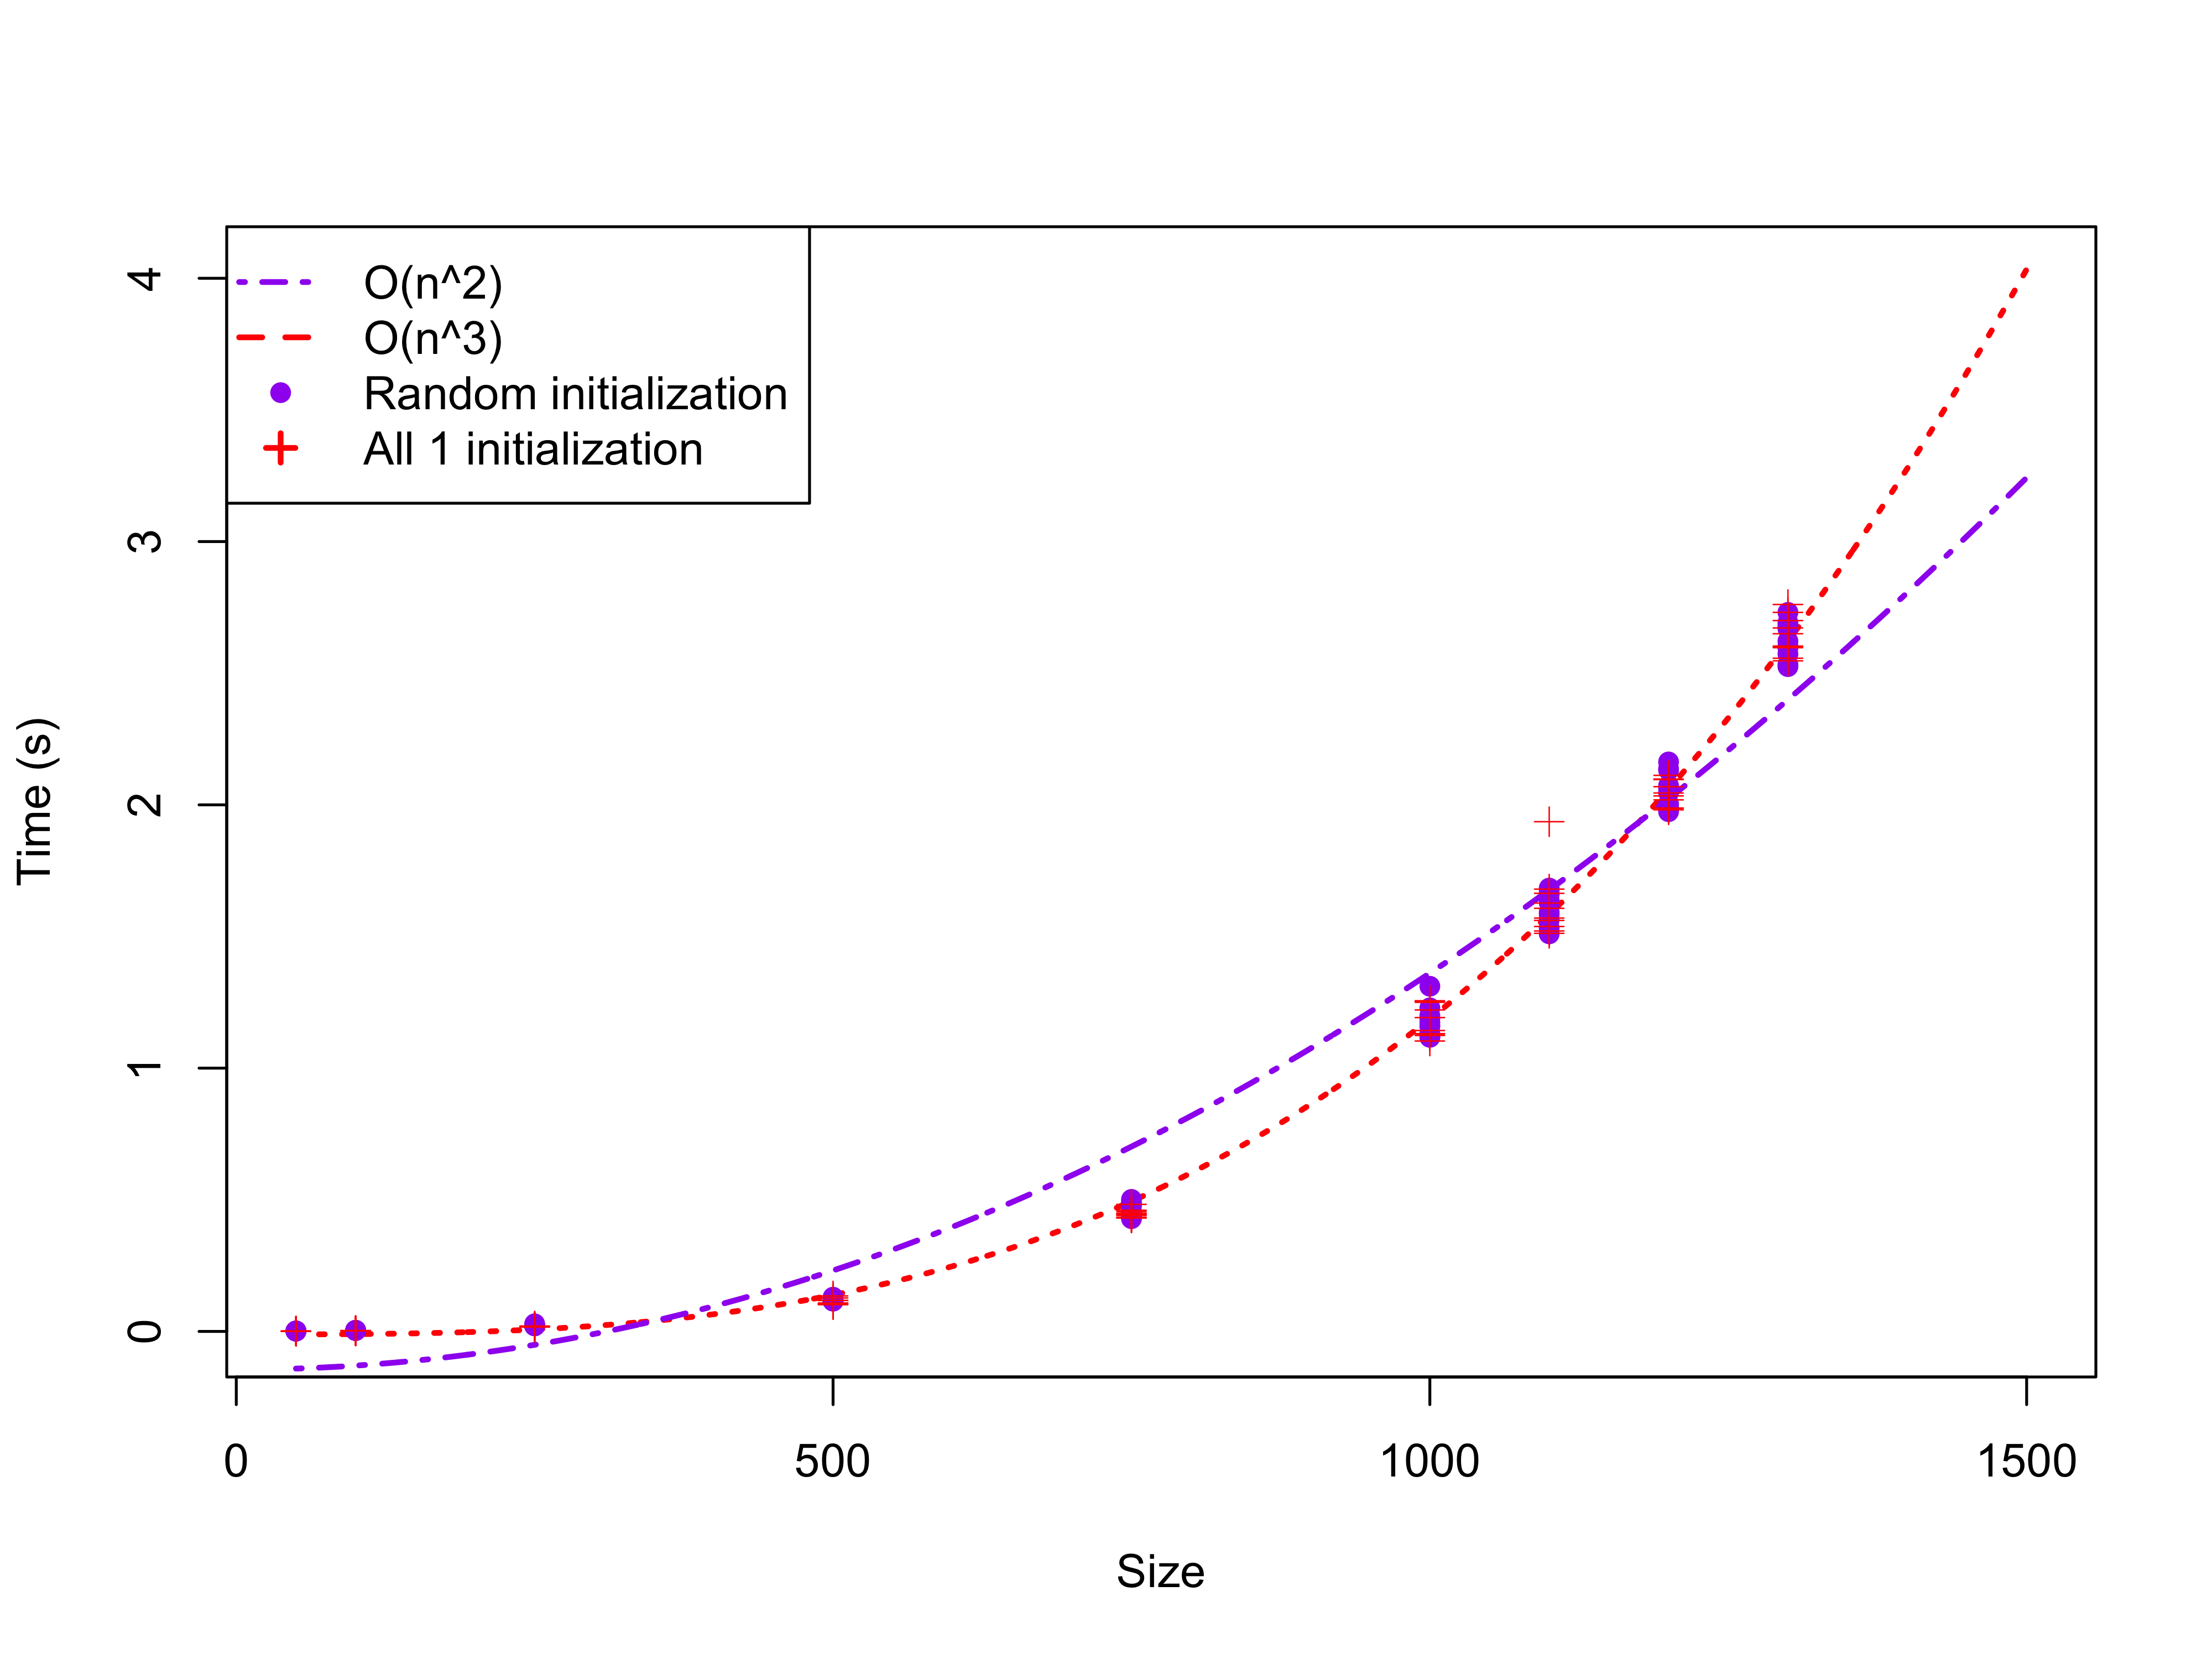 O(n^2)
O(n^3)
Random initialization
All 1 initialization
4
3
2
1
0
Time (s)
0
500
1000
1500
Size